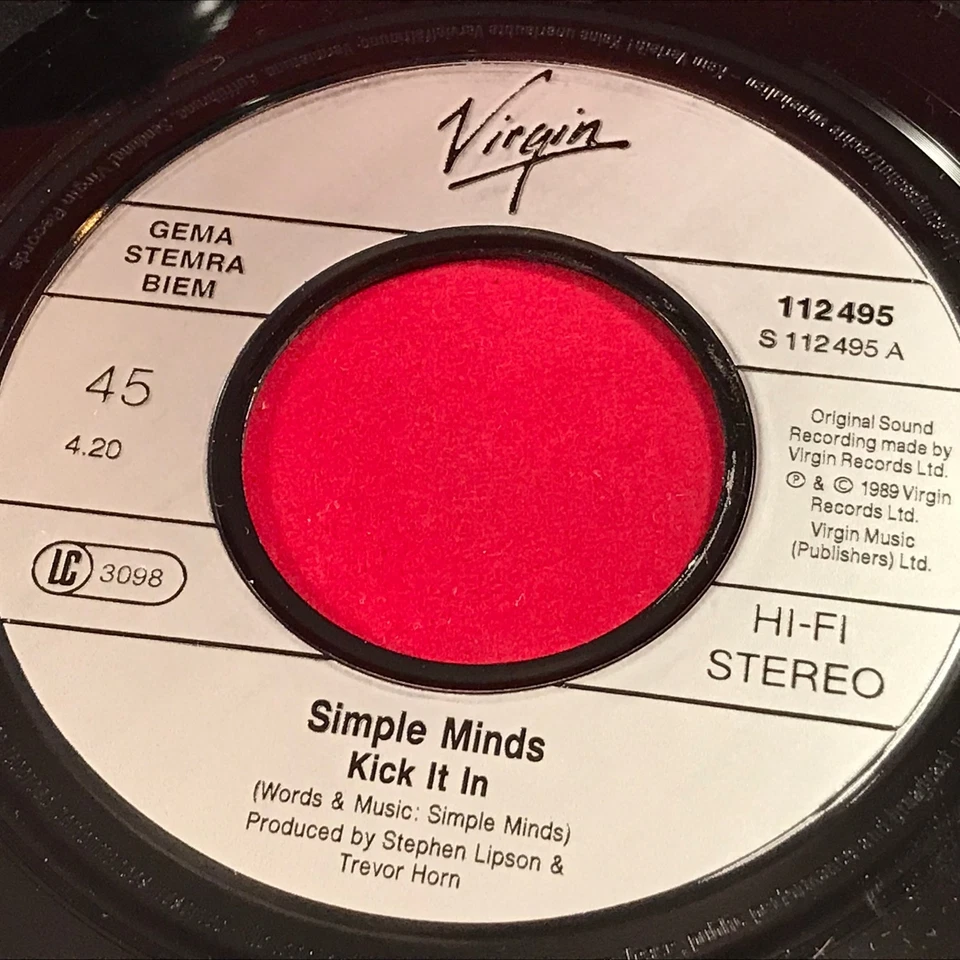 Virgin
GEMA
STEMRA
BIEM
112495
S 112495 A
45
4.20
Original Sound
Recording made by
Virgin Records Ltd.
Ⓟ & © 1989 Virgin
Records Ltd.
Virgin Music
(Publishers) Ltd.
LC 3098
HI-FI
STEREO
Simple Minds
Kick It In
(Words & Music: Simple Minds)
Produced by Stephen Lipson &
Trevor Horn